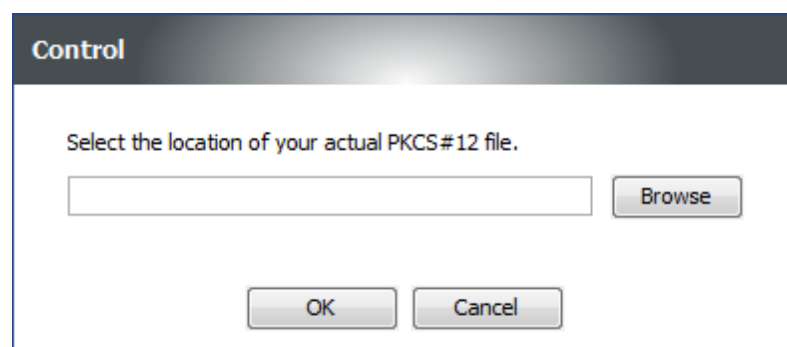 Control
Select the location of your actual PKCS#12 file.
Browse
OK Cancel